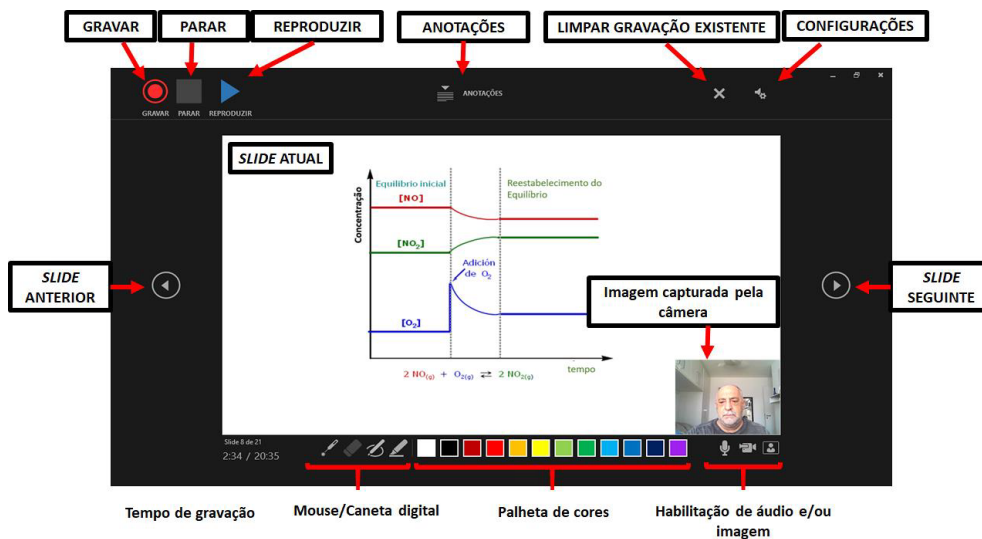 GRAVAR
PARAR
REPRODUZIR
ANOTAÇÕES
LIMPAR GRAVAÇÃO EXISTENTE
CONFIGURAÇÕES
ANOTAÇÕES
GRAVAR
PARAR
REPRODUZIR
SLIDE ATUAL
Equilibrio inicial
Reestabelecimento do
Equilíbrio
[NO]
Concentração
[NO2]
Adición
de O2
[O2]
tempo
2 NO(g) + O2(g) ⇄ 2 NO2(g)
SLIDE
ANTERIOR
SLIDE
SEGUINTE
Imagem capturada pela
câmera
Slide 8 de 21
2:34 / 20:35
Tempo de gravação
Mouse/Caneta digital
Palheta de cores
Habilitação de áudio e/ou
imagem